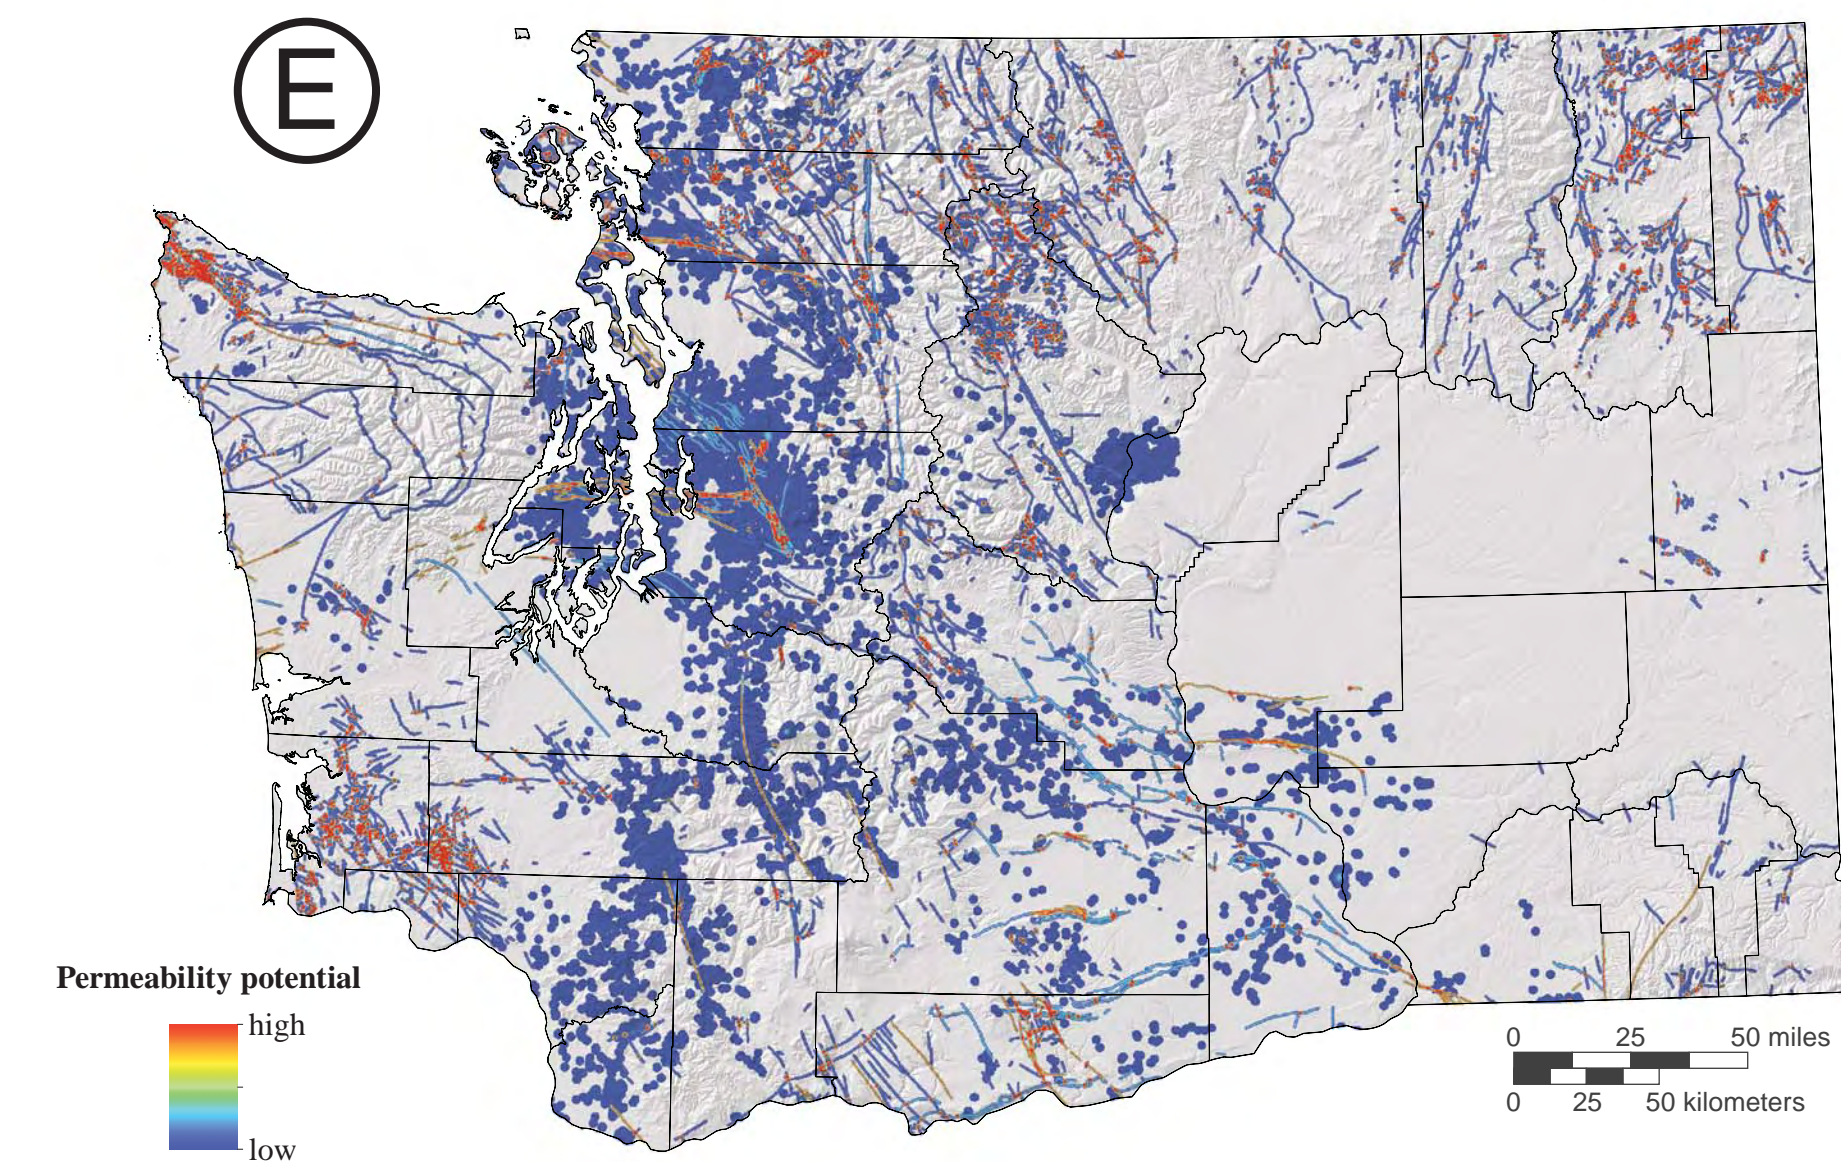 E
Permeability potential
high
low
0 25 50 miles
0 25 50 kilometers